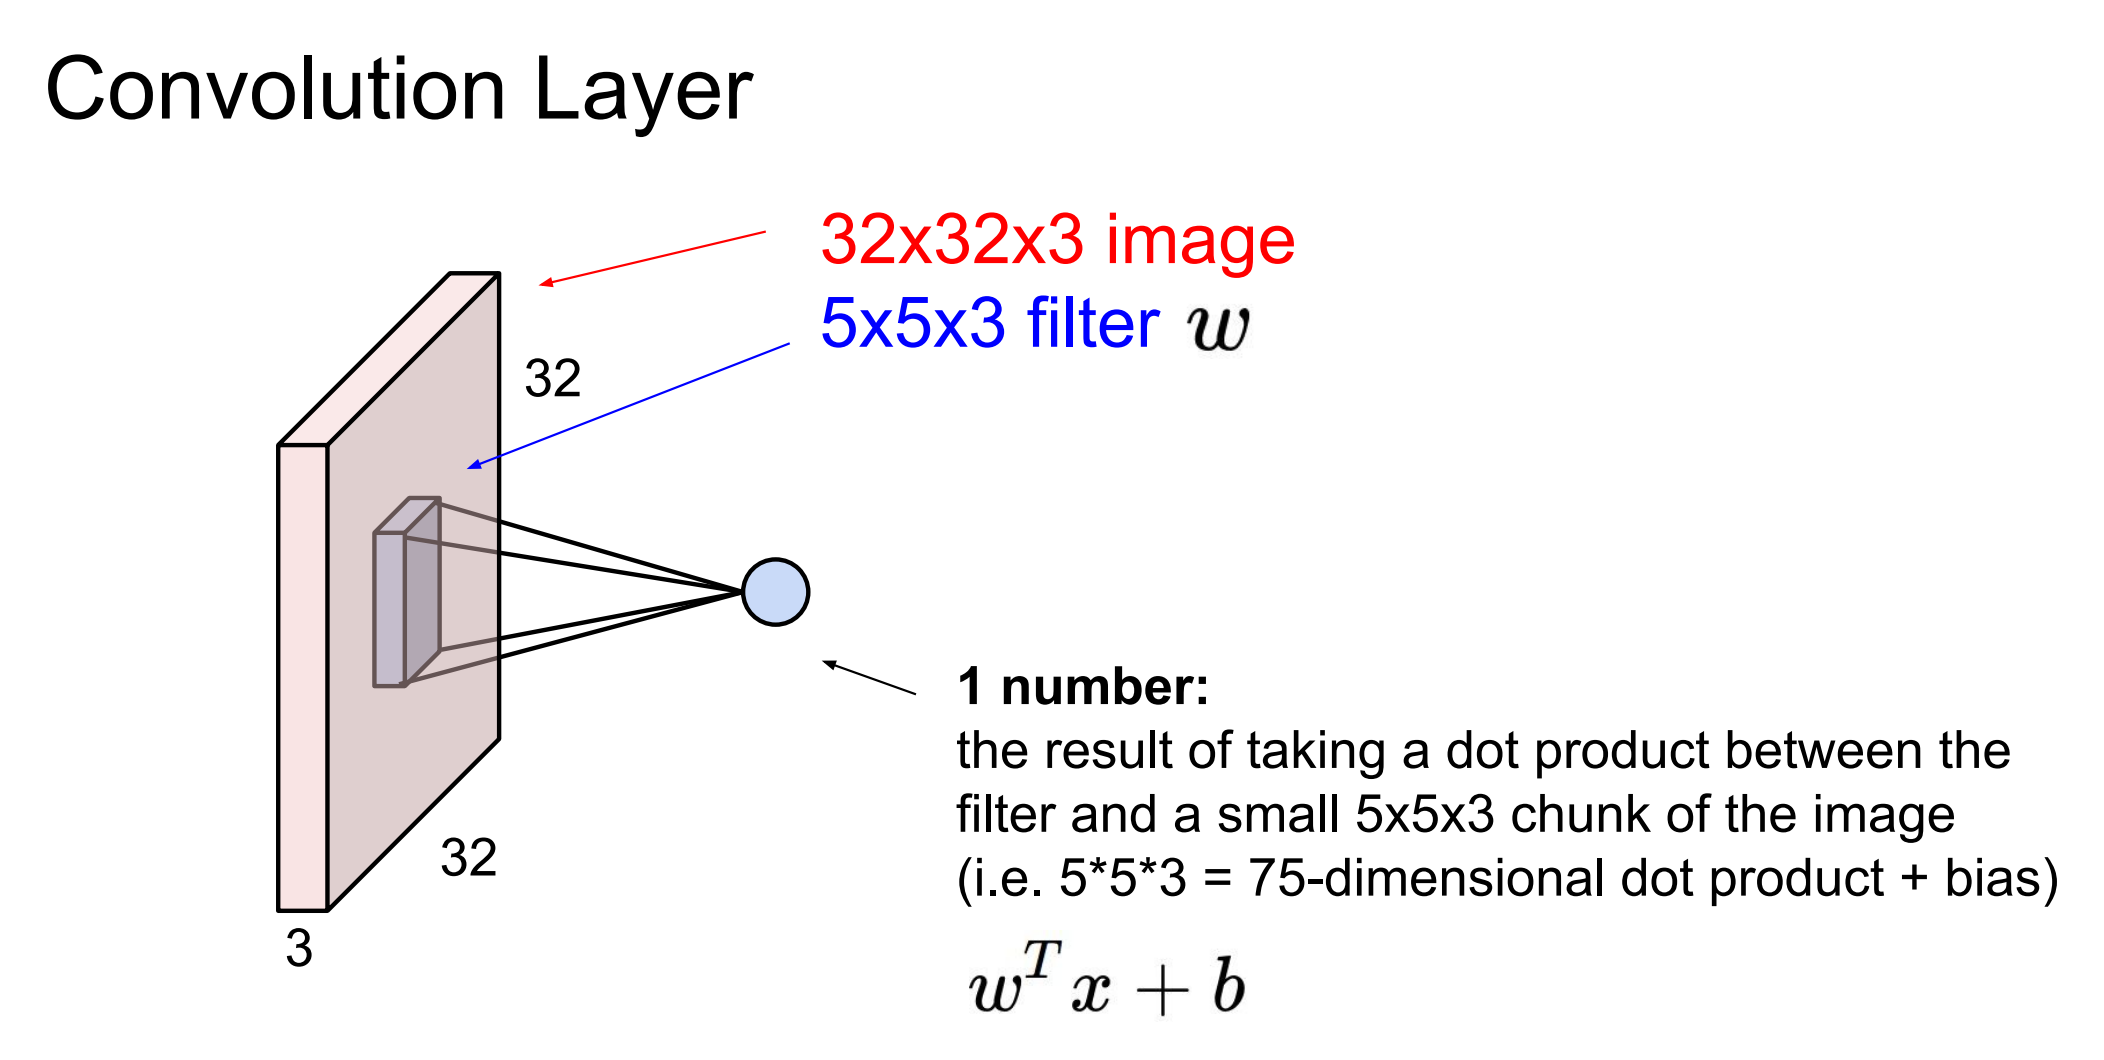 Convolution Layer
32x32x3 image
5x5x3 filter w
32
32
3
1 number:
the result of taking a dot product between the
filter and a small 5x5x3 chunk of the image
(i.e. 5*5*3 = 75-dimensional dot product + bias)
w^T x + b